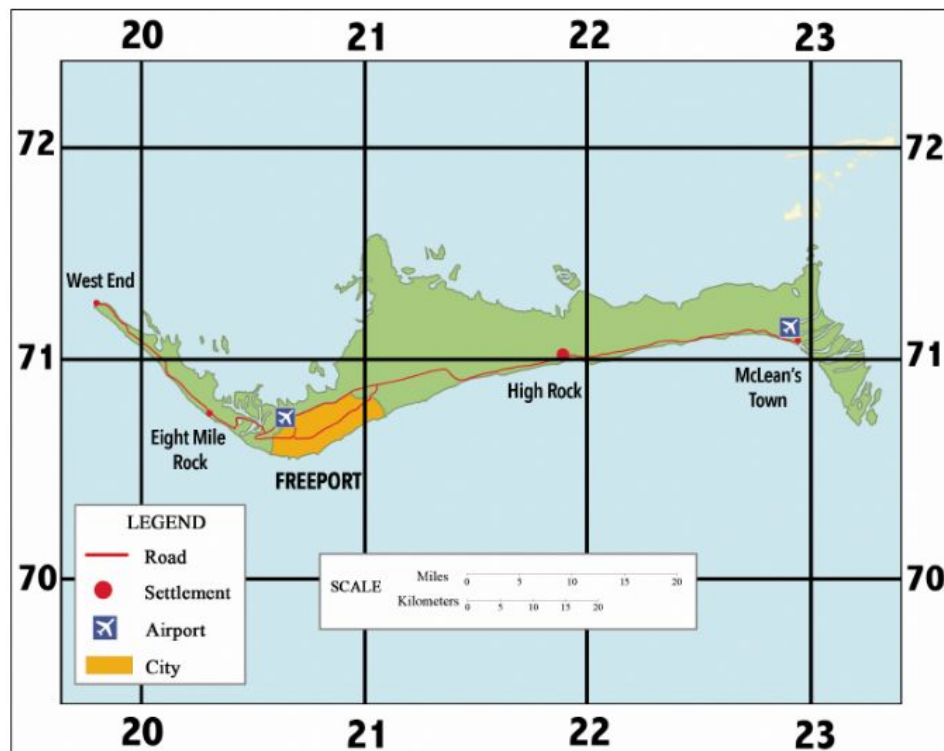 20 21 22 23
72 72
West End
71 71
High Rock
McLean's
Town
Eight Mile
Rock
FREEPORT
LEGEND
Road
Settlement
Airport
City
70 70
SCALE
Miles 0 5 10 15 20
Kilometers 0 5 10 15 20
20 21 22 23